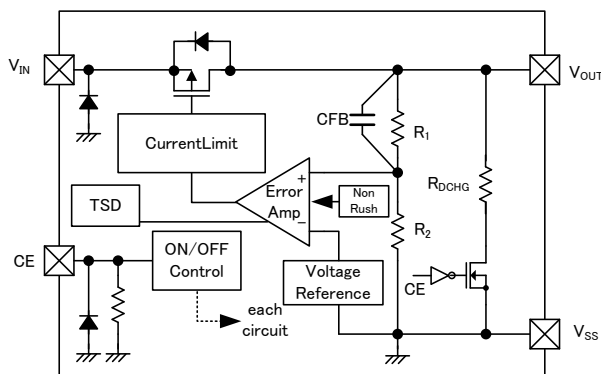 VIN
VOUT
CFB
R1
CurrentLimit
RDCHG
+
Error
Amp
−
Non
Rush
TSD
R2
CE
ON/OFF
Control
Voltage
Reference
CE
each
circuit
VSS